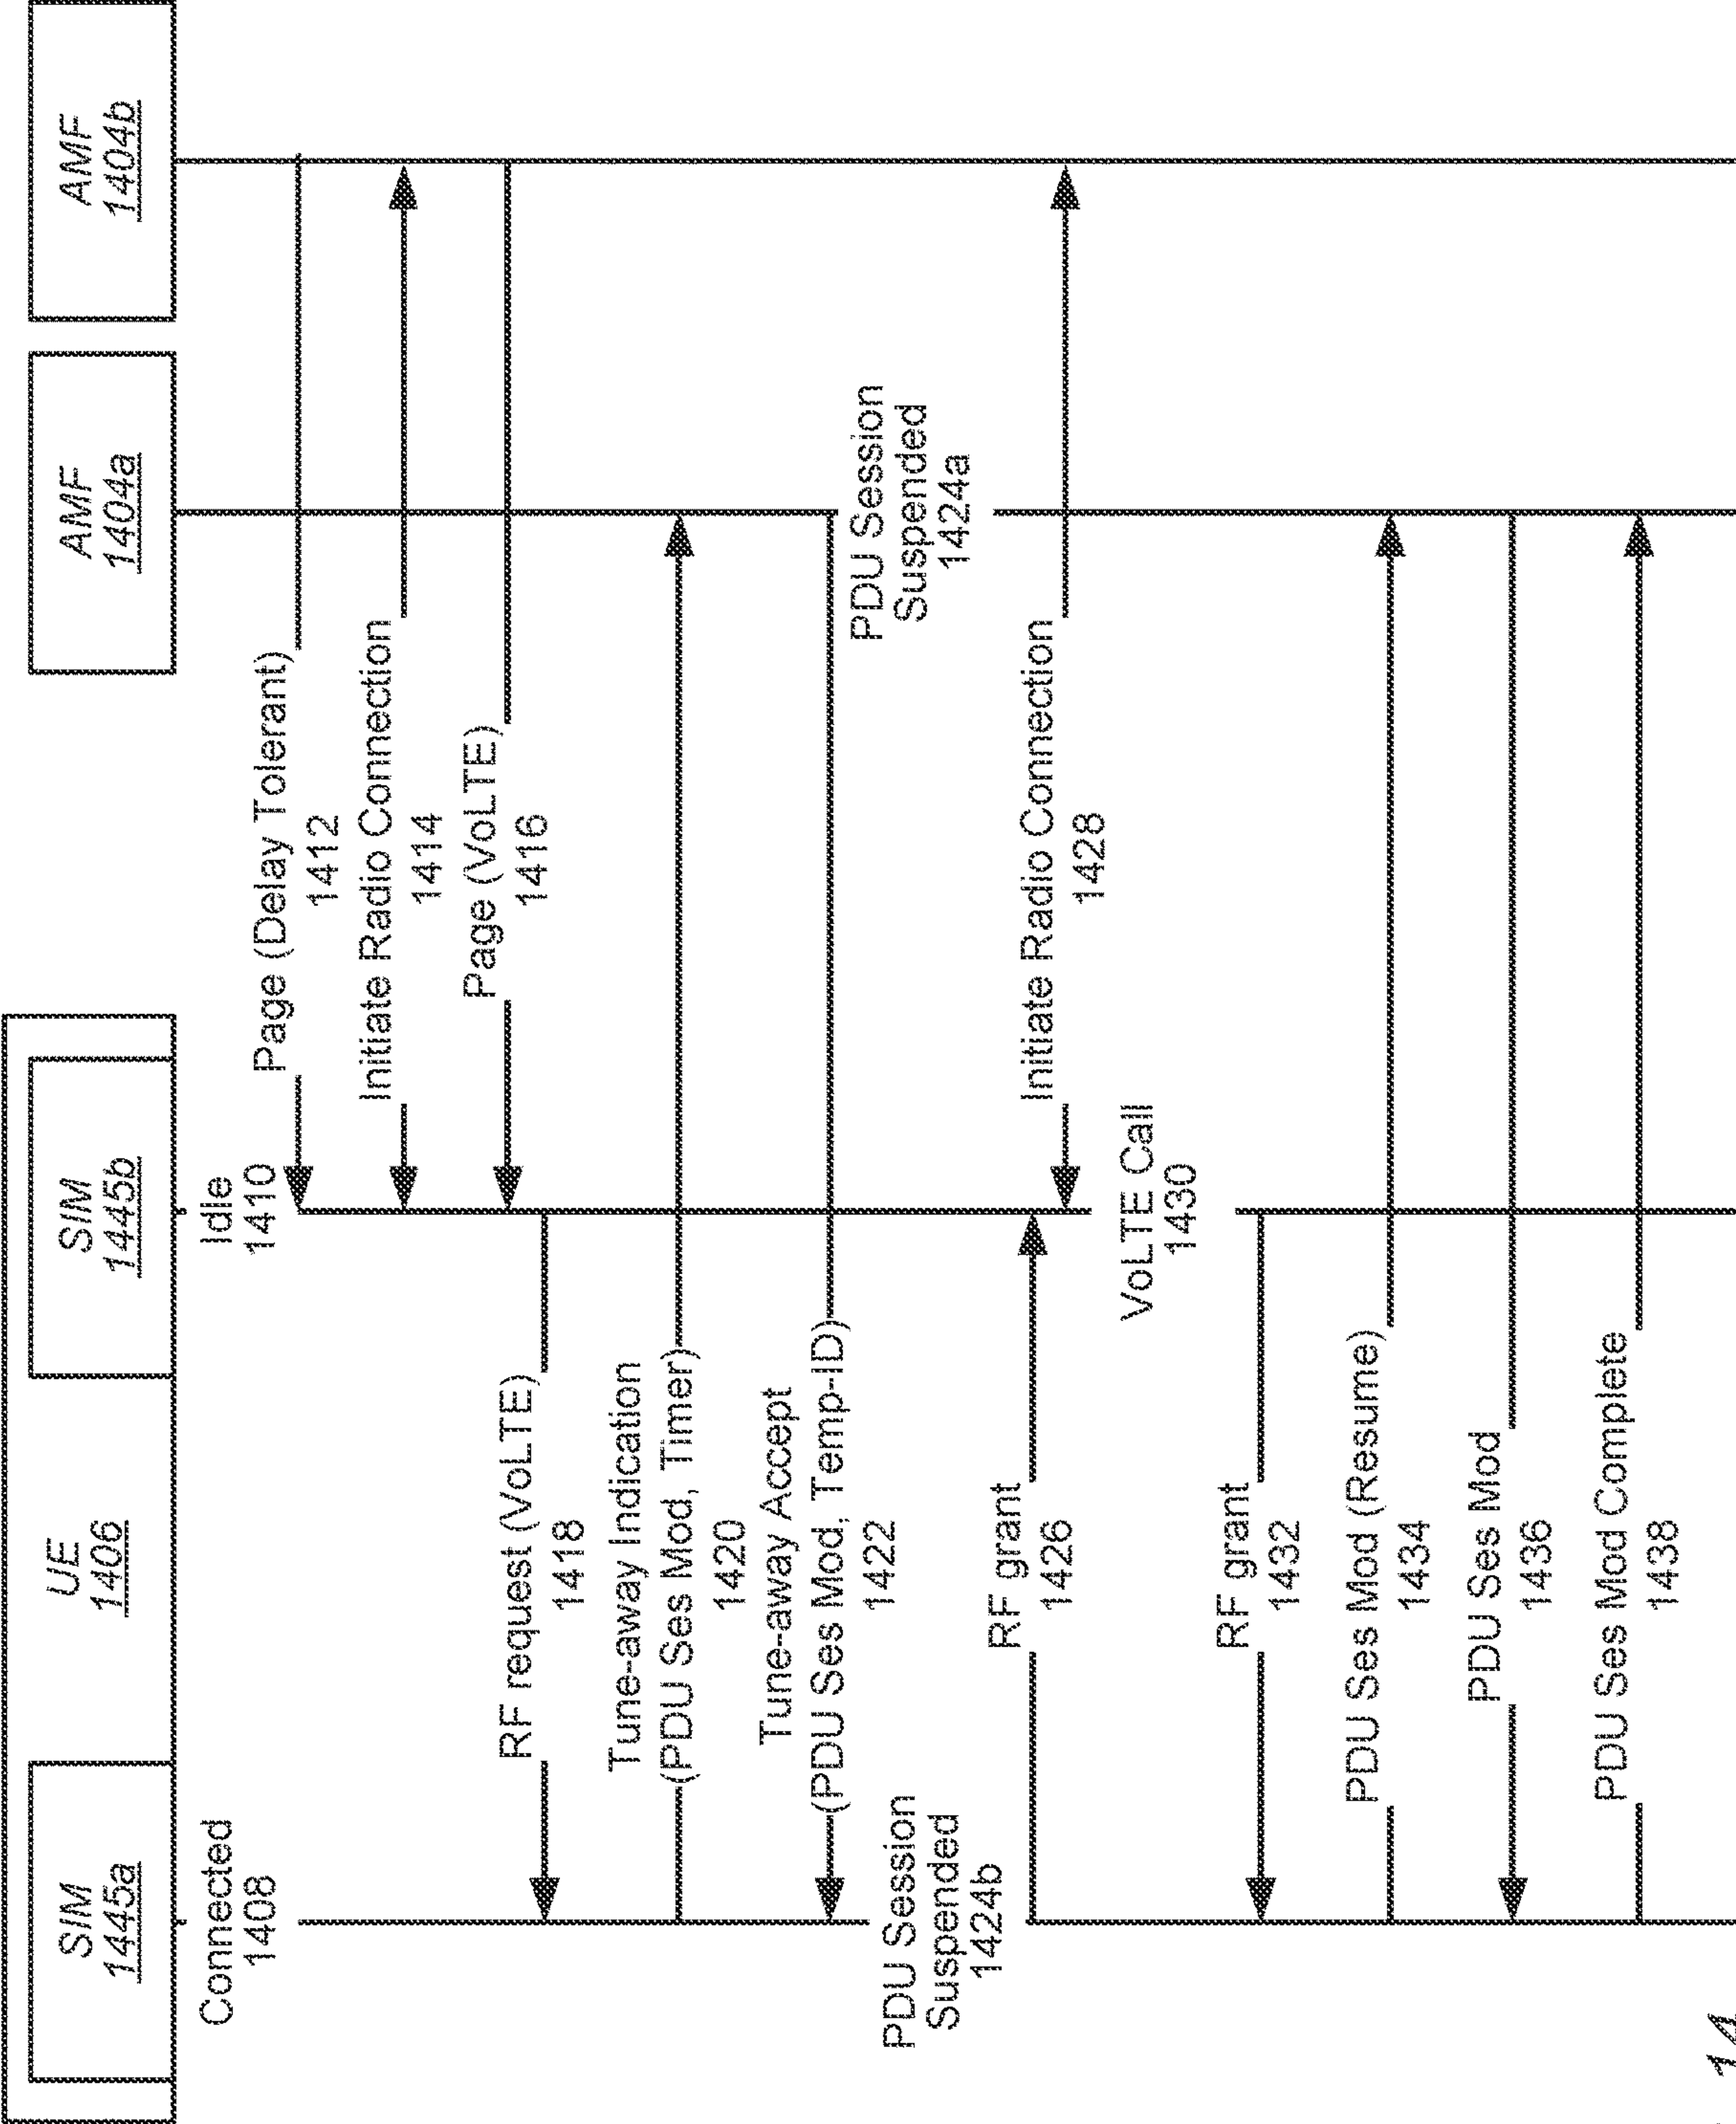 UE
1406
SIM
1445a
SIM
1445b
AMF
1404a
AMF
1404b
Connected
1408
Idle
1410
Page (Delay Tolerant)
1412
Initiate Radio Connection
1414
Page (VoLTE)
1416
RF request (VoLTE)
1418
Tune-away Indication
(PDU Ses Mod, Timer)
1420
Tune-away Accept
(PDU Ses Mod, Temp-ID)
1422
PDU Session
Suspended
1424a
PDU Session
Suspended
1424b
RF grant
1426
Initiate Radio Connection
1428
VoLTE Call
1430
RF grant
1432
PDU Ses Mod (Resume)
1434
PDU Ses Mod
1436
PDU Ses Mod Complete
1438
14